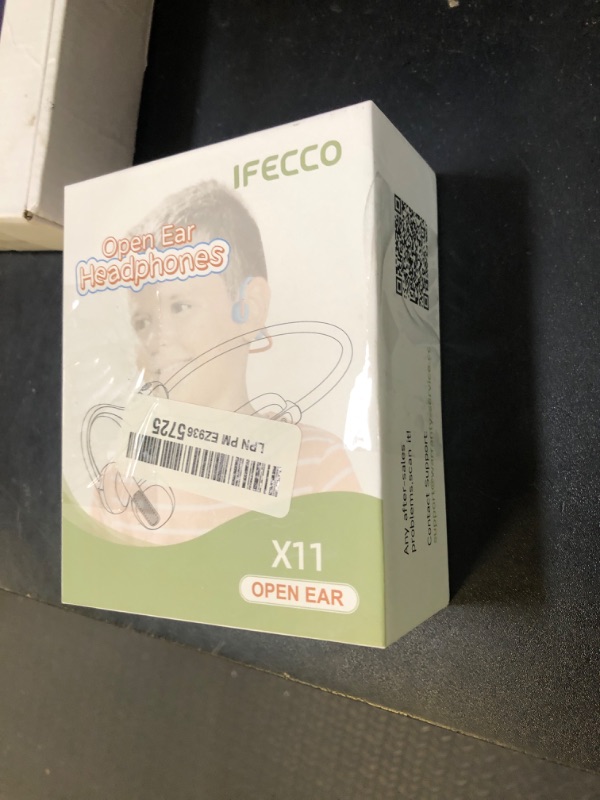 IFECCO
Open Ear
Headphones
LPN PM EZ9365725
X11
OPEN EAR
Any after-sales
problems,scan it!
Contact Support: